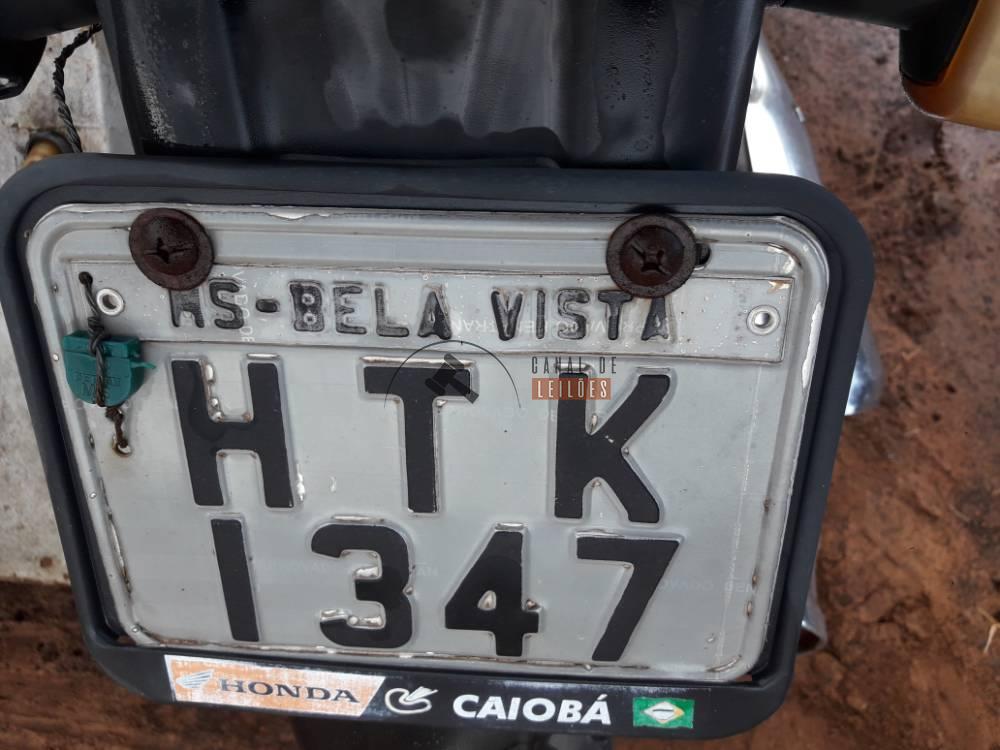 MS-BELA VISTA
CANAL DE
LEILÕES
HTK
1347
HONDA CAIOBÁ